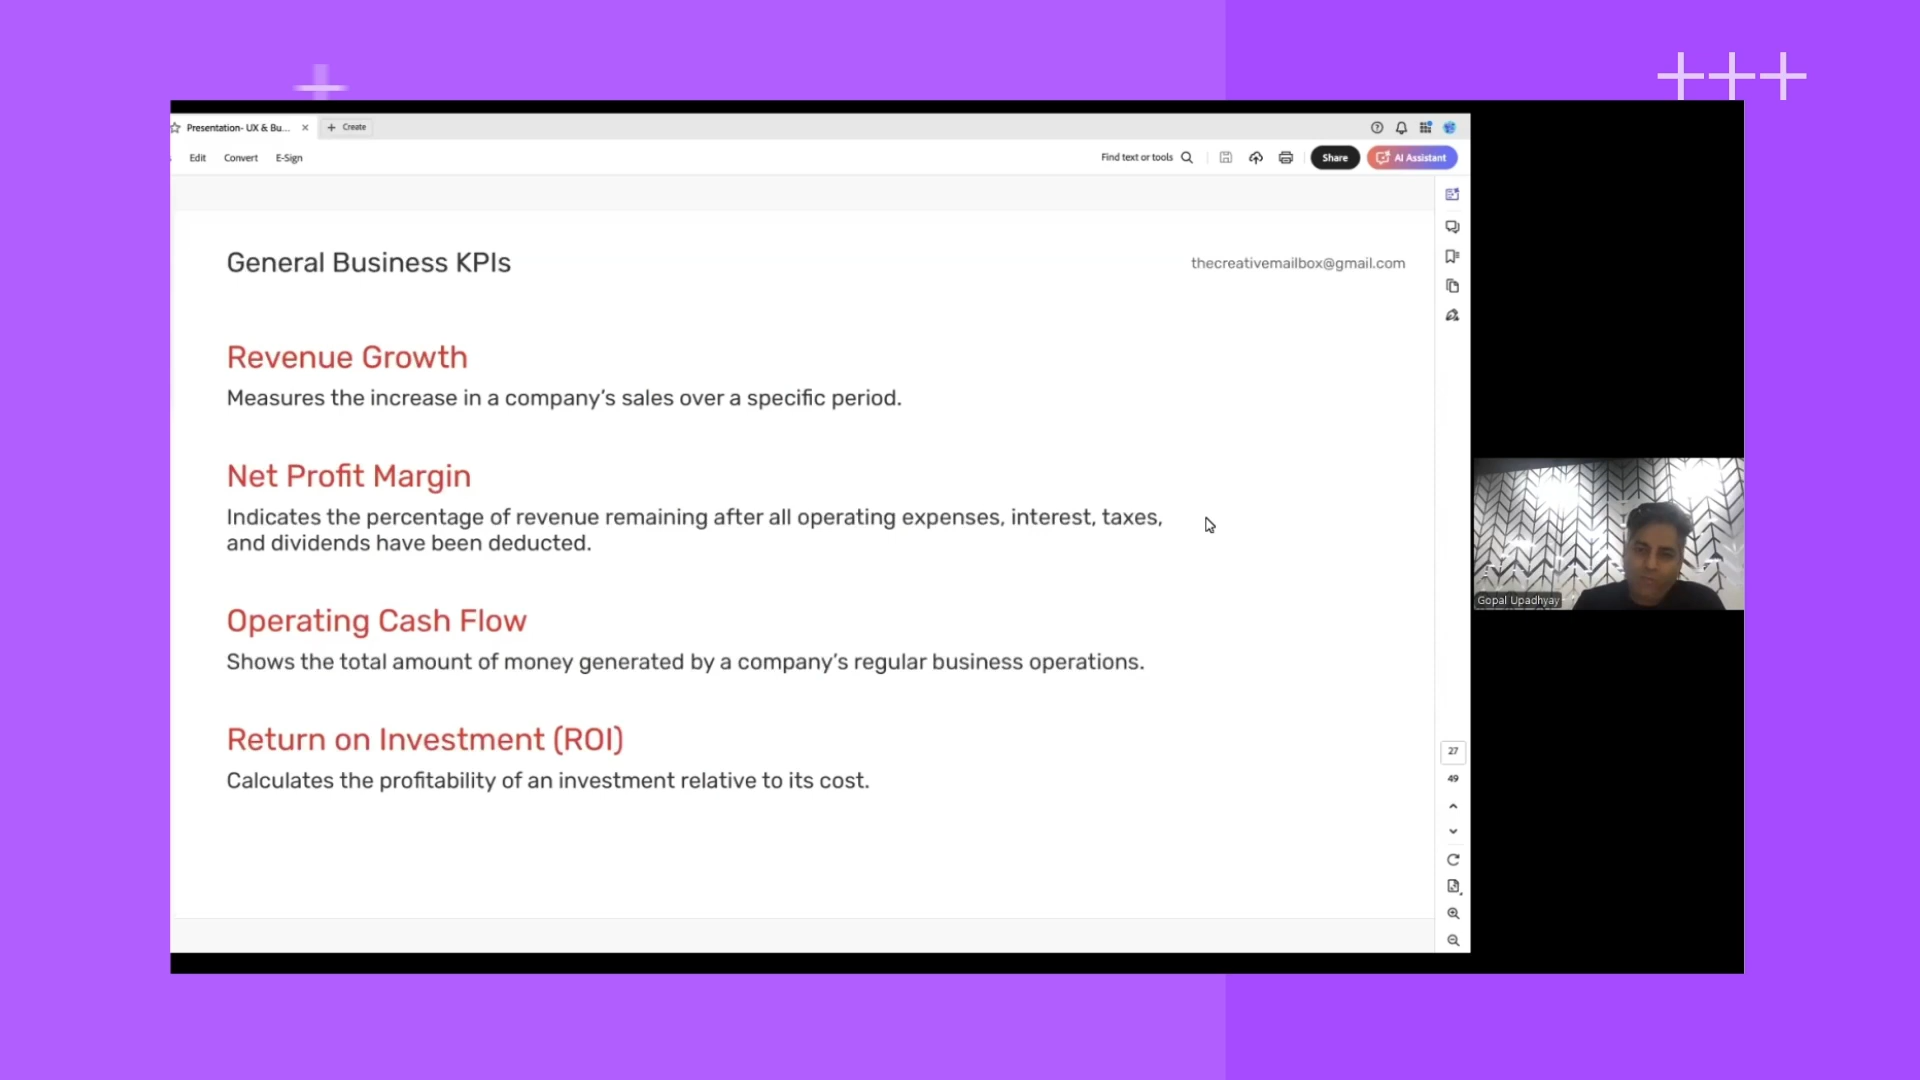 Presentation- UX & Bu...
Create
Edit Convert E-Sign
Find text or tools
Share
AI Assistant
General Business KPIs
thecreativemailbox@gmail.com
Revenue Growth
Measures the increase in a company’s sales over a specific period.
Net Profit Margin
Indicates the percentage of revenue remaining after all operating expenses, interest, taxes,
and dividends have been deducted.
Operating Cash Flow
Shows the total amount of money generated by a company’s regular business operations.
Return on Investment (ROI)
Calculates the profitability of an investment relative to its cost.
27
49
Gopal Upadhyay